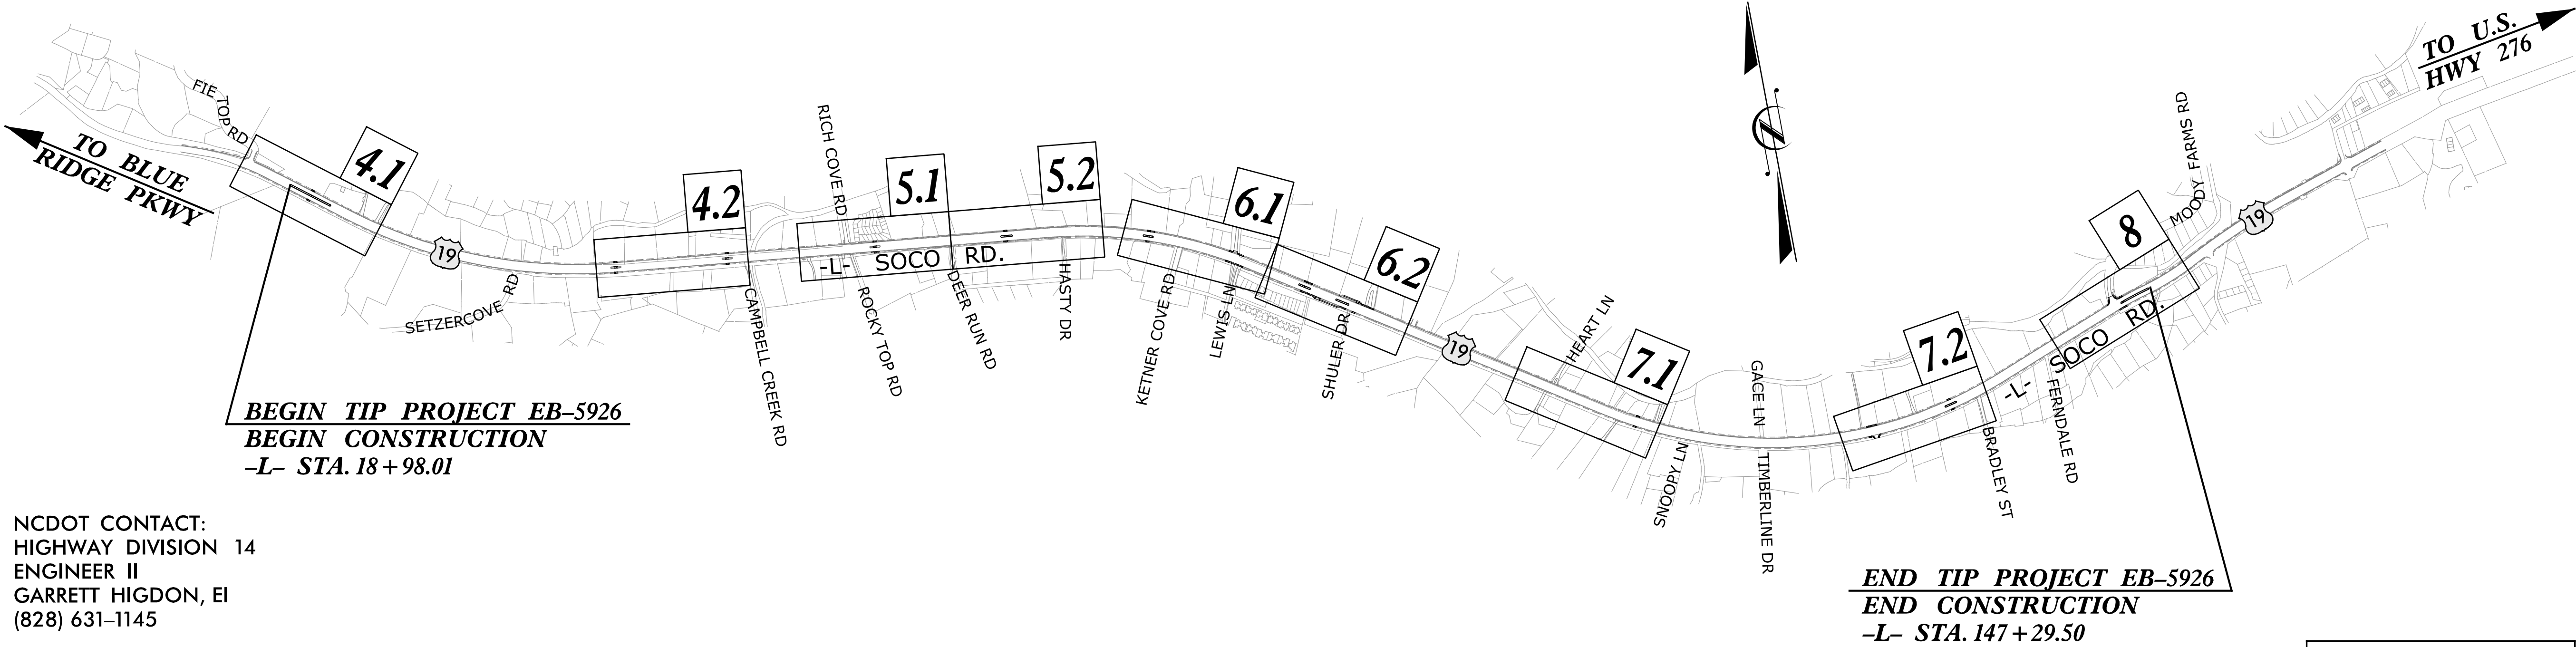 TO U.S.
HWY 276
TO BLUE
RIDGE PKWY
FIE TOP RD
4.1
19
SETZERCOVE RD
4.2
CAMPBELL CREEK RD
RICH COVE RD
5.1
-L- SOCO RD.
ROCKY TOP RD
DEER RUN RD
5.2
HASTY DR
KETNER COVE RD
6.1
LEWIS LN
6.2
SHULER DR
19
HEART LN
7.1
SNOOPY LN
N
GACE LN
TIMBERLINE DR
7.2
BRADLEY ST
-L- SOCO RD.
FERNDALE RD
8
MOODY FARMS RD
19
BEGIN TIP PROJECT EB-5926
BEGIN CONSTRUCTION
-L- STA. 18+98.01
NCDOT CONTACT:
HIGHWAY DIVISION 14
ENGINEER II
GARRETT HIGDON, EI
(828) 631-1145
END TIP PROJECT EB-5926
END CONSTRUCTION
-L- STA. 147+29.50